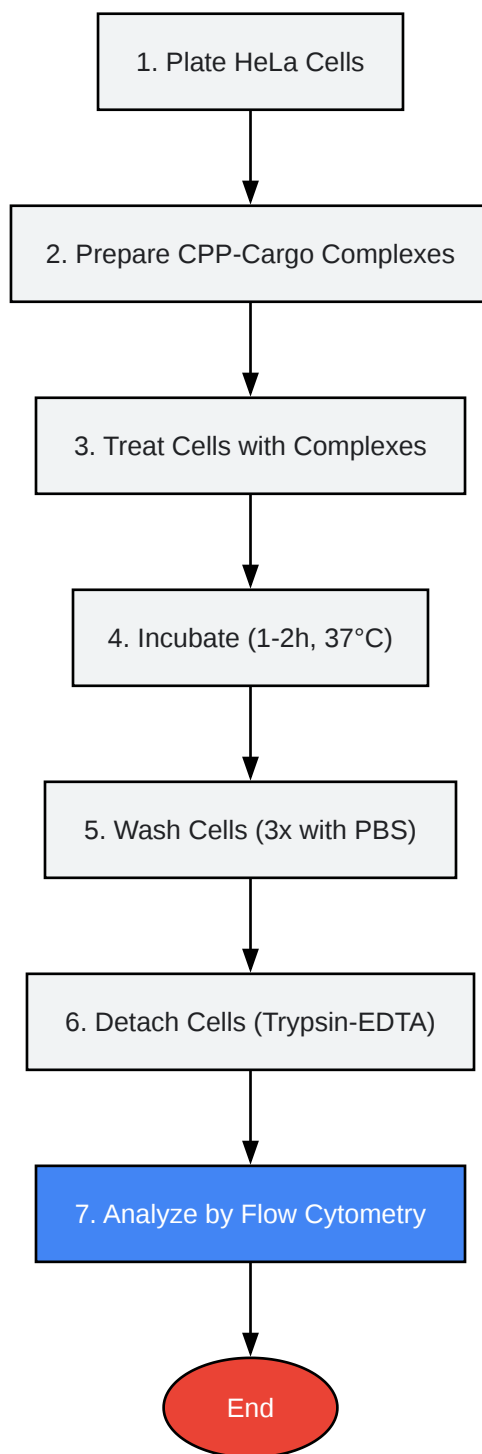 1. Plate HeLa Cells
2. Prepare CPP-Cargo Complexes
3. Treat Cells with Complexes
4. Incubate (1-2h, 37°C)
5. Wash Cells (3x with PBS)
6. Detach Cells (Trypsin-EDTA)
7. Analyze by Flow Cytometry
End